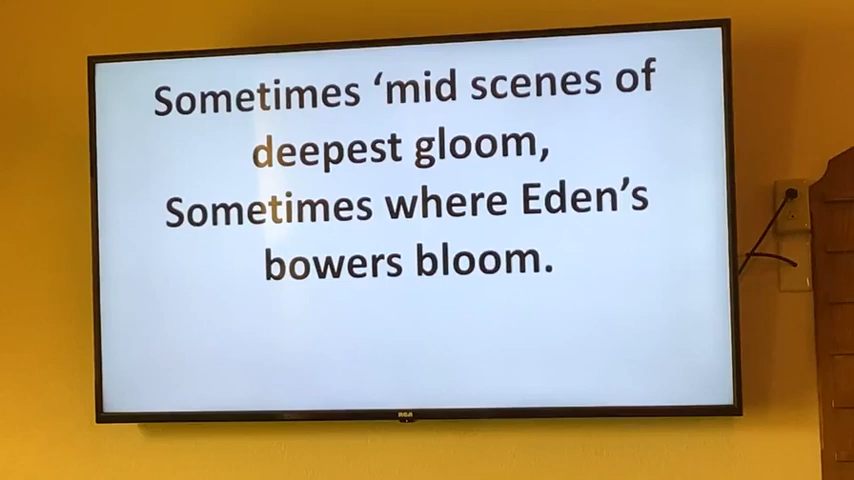 Sometimes ‘mid scenes of
deepest gloom,
Sometimes where Eden’s
bowers bloom.
RCA